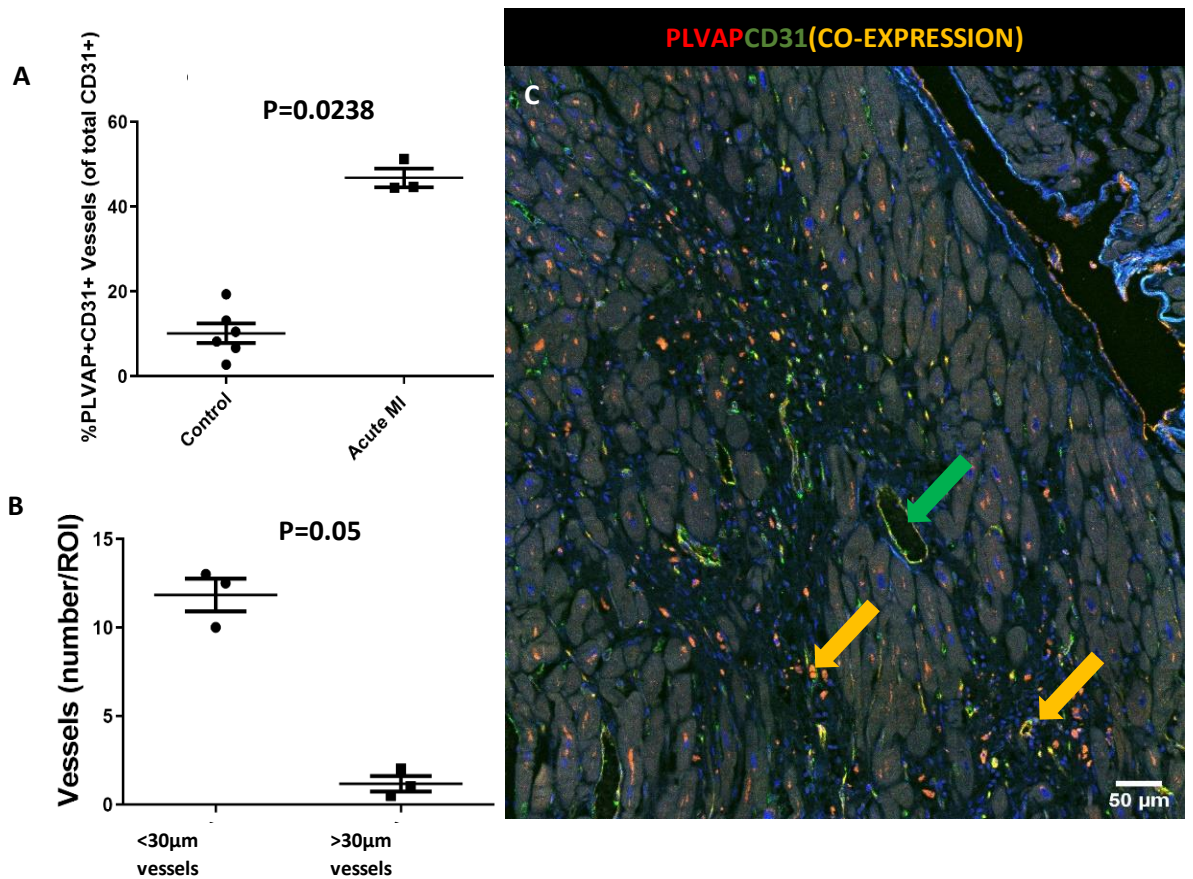 PLVAPCD31(CO-EXPRESSION)
A
P=0.0238
%PLVAP+CD31+ Vessels (of total CD31+)
60
40
20
0
Control
Acute MI
B
P=0.05
Vessels (number/ROI)
15
10
5
0
<30μm
vessels
>30μm
vessels
C
50 μm